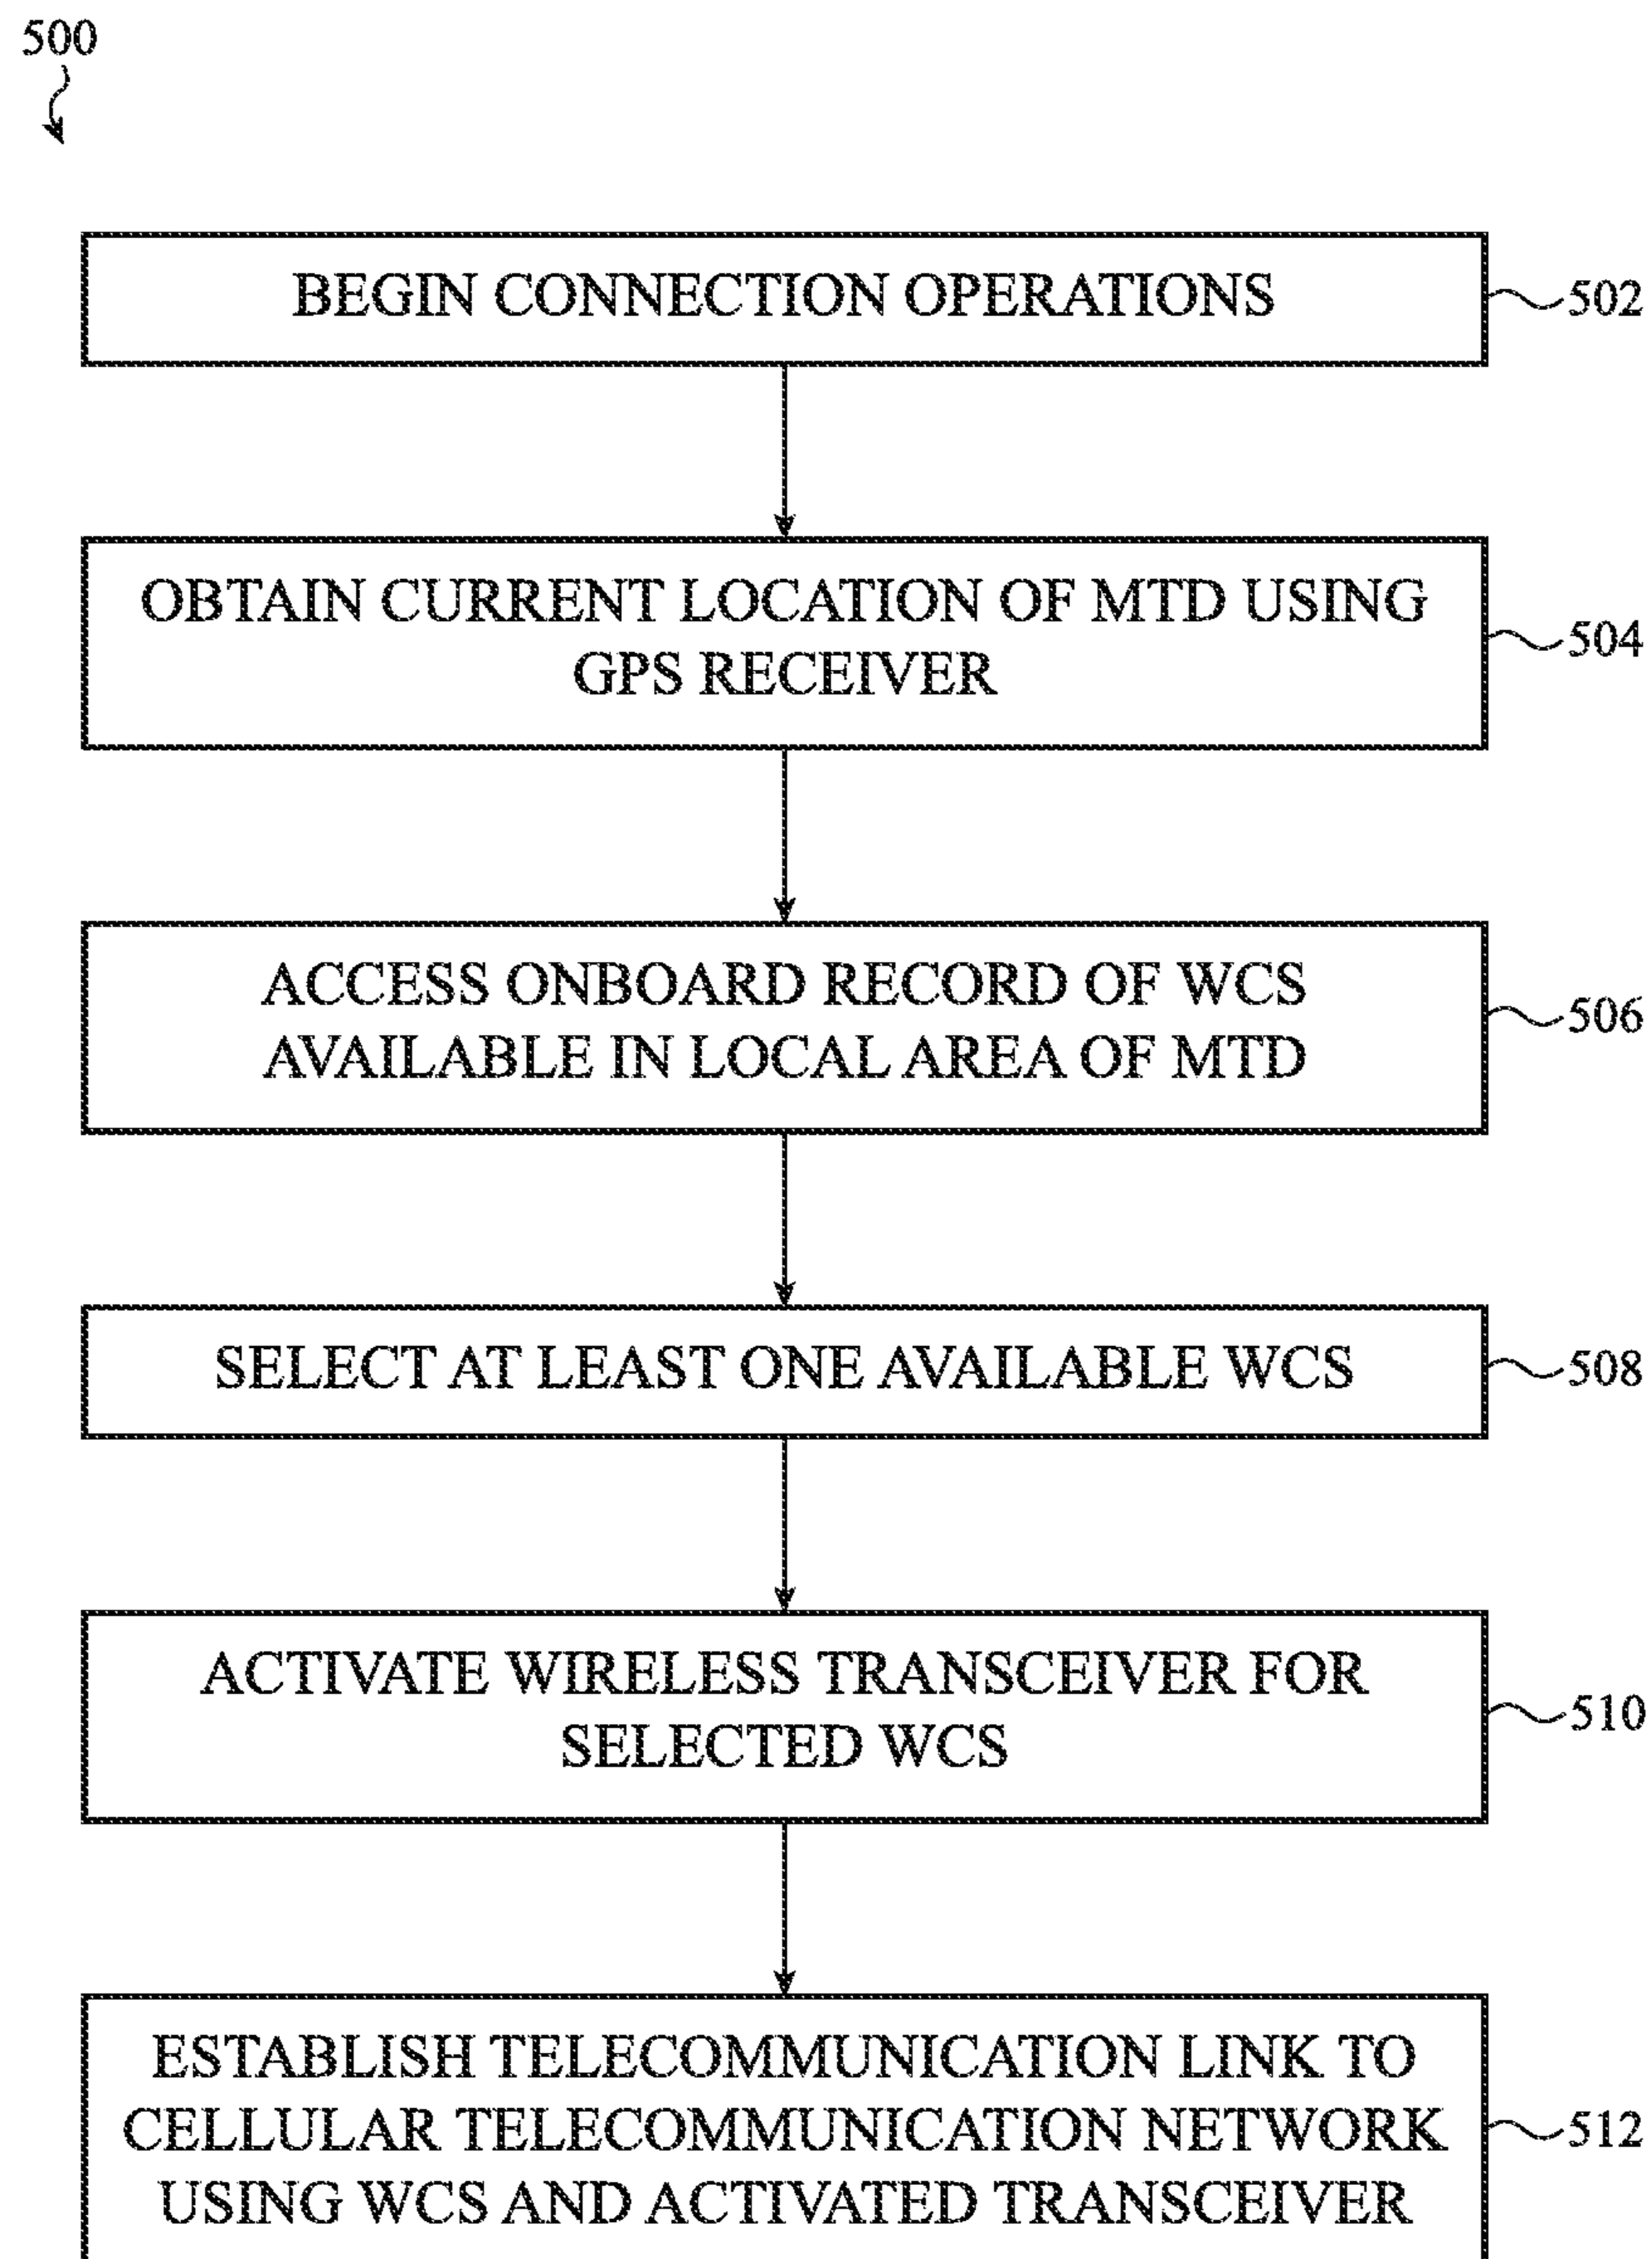 500
BEGIN CONNECTION OPERATIONS
502
OBTAIN CURRENT LOCATION OF MTD USING
GPS RECEIVER
504
ACCESS ONBOARD RECORD OF WCS
AVAILABLE IN LOCAL AREA OF MTD
506
SELECT AT LEAST ONE AVAILABLE WCS
508
ACTIVATE WIRELESS TRANSCEIVER FOR
SELECTED WCS
510
ESTABLISH TELECOMMUNICATION LINK TO
CELLULAR TELECOMMUNICATION NETWORK
USING WCS AND ACTIVATED TRANSCEIVER
512